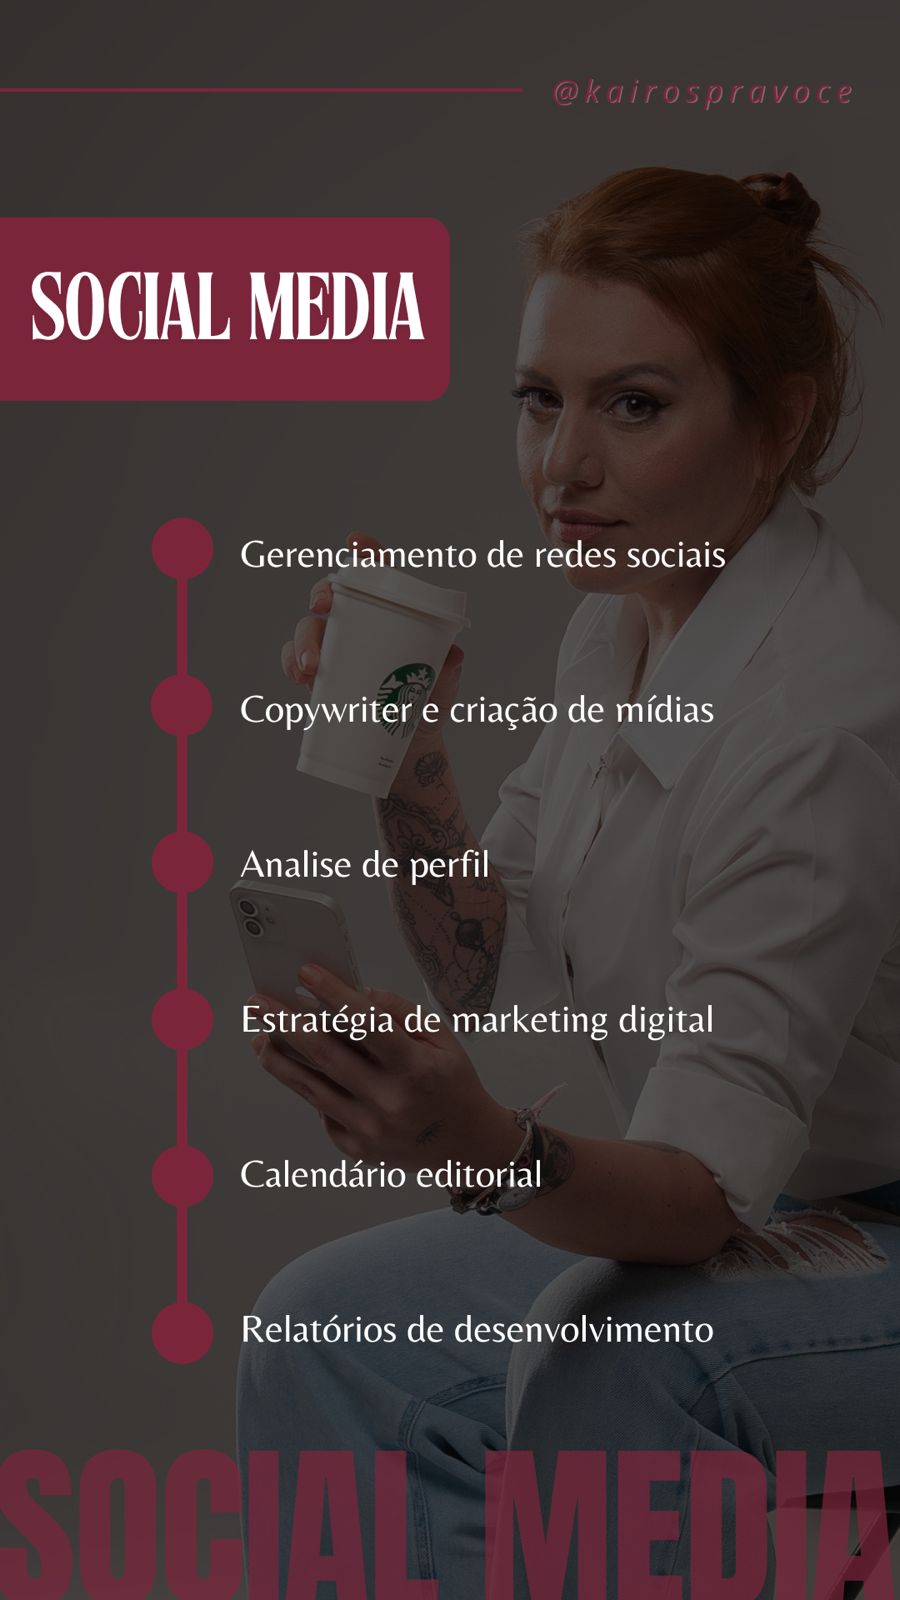 @kairospravoce
SOCIAL MEDIA
Gerenciamento de redes sociais
Copywriter e criação de mídias
Analise de perfil
Estratégia de marketing digital
Calendário editorial
Relatórios de desenvolvimento
SOCIAL MEDIA